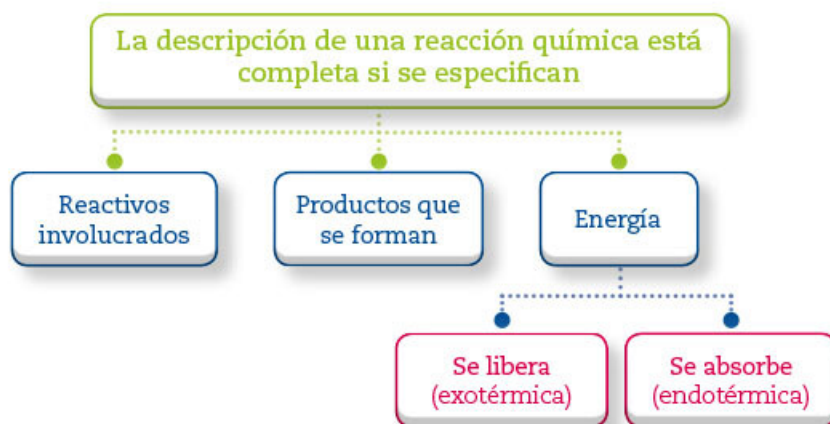 La descripción de una reacción química está
completa si se especifican
Reactivos
involucrados
Productos que
se forman
Energía
Se libera
(exotérmica)
Se absorbe
(endotérmica)